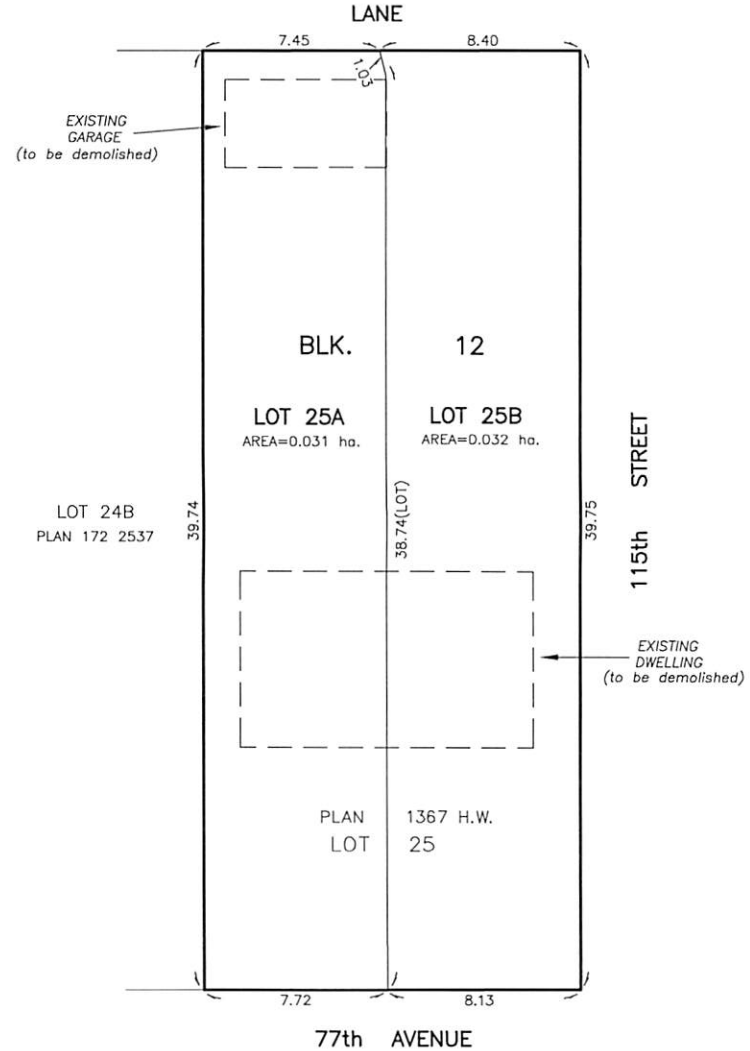 LANE
7.45
8.40
1.03
EXISTING
GARAGE
(to be demolished)
BLK. 12
LOT 25A
AREA=0.031 ha.
LOT 25B
AREA=0.032 ha.
115th STREET
LOT 24B
PLAN 172 2537
39.74
38.74(LOT)
39.75
EXISTING
DWELLING
(to be demolished)
PLAN 1367 H.W.
LOT 25
7.72
8.13
77th AVENUE